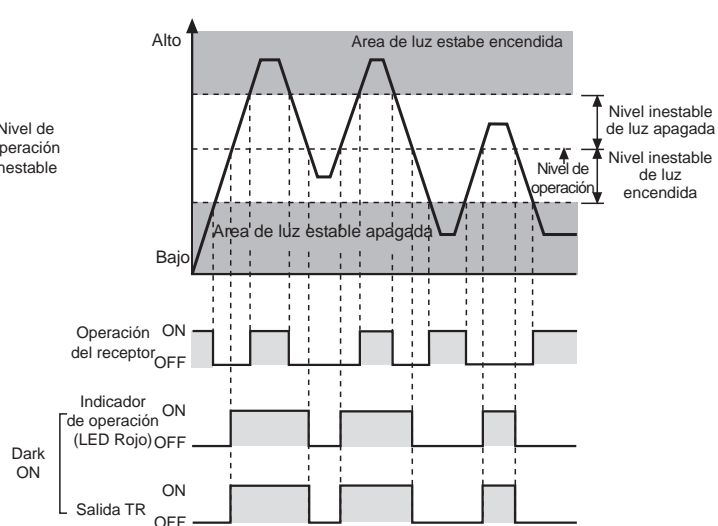 Alto
Area de luz estabe encendida
Nivel de
peración
nestable
Nivel inestable
de luz apagada
Nivel de
operación
Nivel inestable
de luz
encendida
Area de luz estable apagada
Bajo
Operación
del receptor
ON
OFF
Indicador
de operación
(LED Rojo)
ON
OFF
Dark
ON
Salida TR
ON
OFF